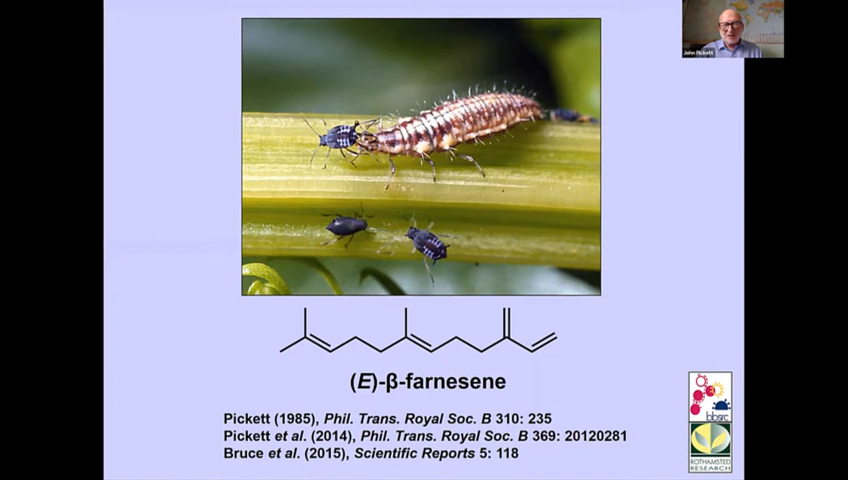 John Pickett
(E)-β-farnesene
Pickett (1985), Phil. Trans. Royal Soc. B 310: 235
Pickett et al. (2014), Phil. Trans. Royal Soc. B 369: 20120281
Bruce et al. (2015), Scientific Reports 5: 118
bbsrc
ROTHAMSTED
RESEARCH